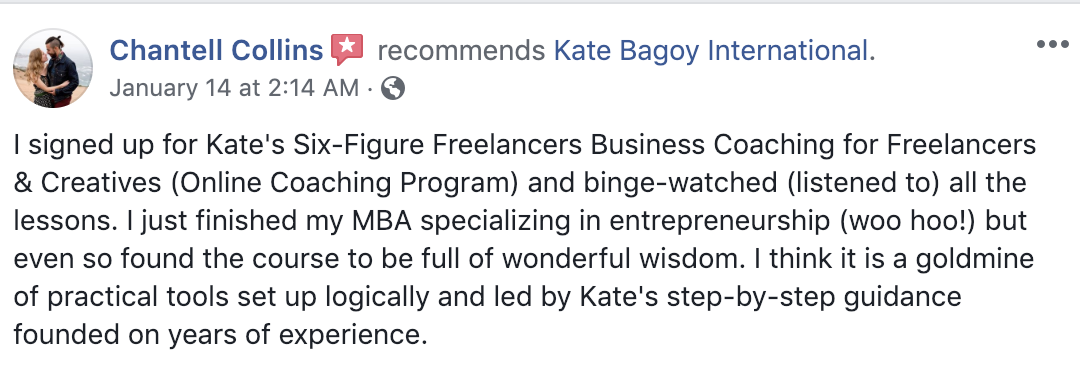 Chantell Collins recommends Kate Bagoy International.
January 14 at 2:14 AM ·
I signed up for Kate's Six-Figure Freelancers Business Coaching for Freelancers
& Creatives (Online Coaching Program) and binge-watched (listened to) all the
lessons. I just finished my MBA specializing in entrepreneurship (woo hoo!) but
even so found the course to be full of wonderful wisdom. I think it is a goldmine
of practical tools set up logically and led by Kate's step-by-step guidance
founded on years of experience.